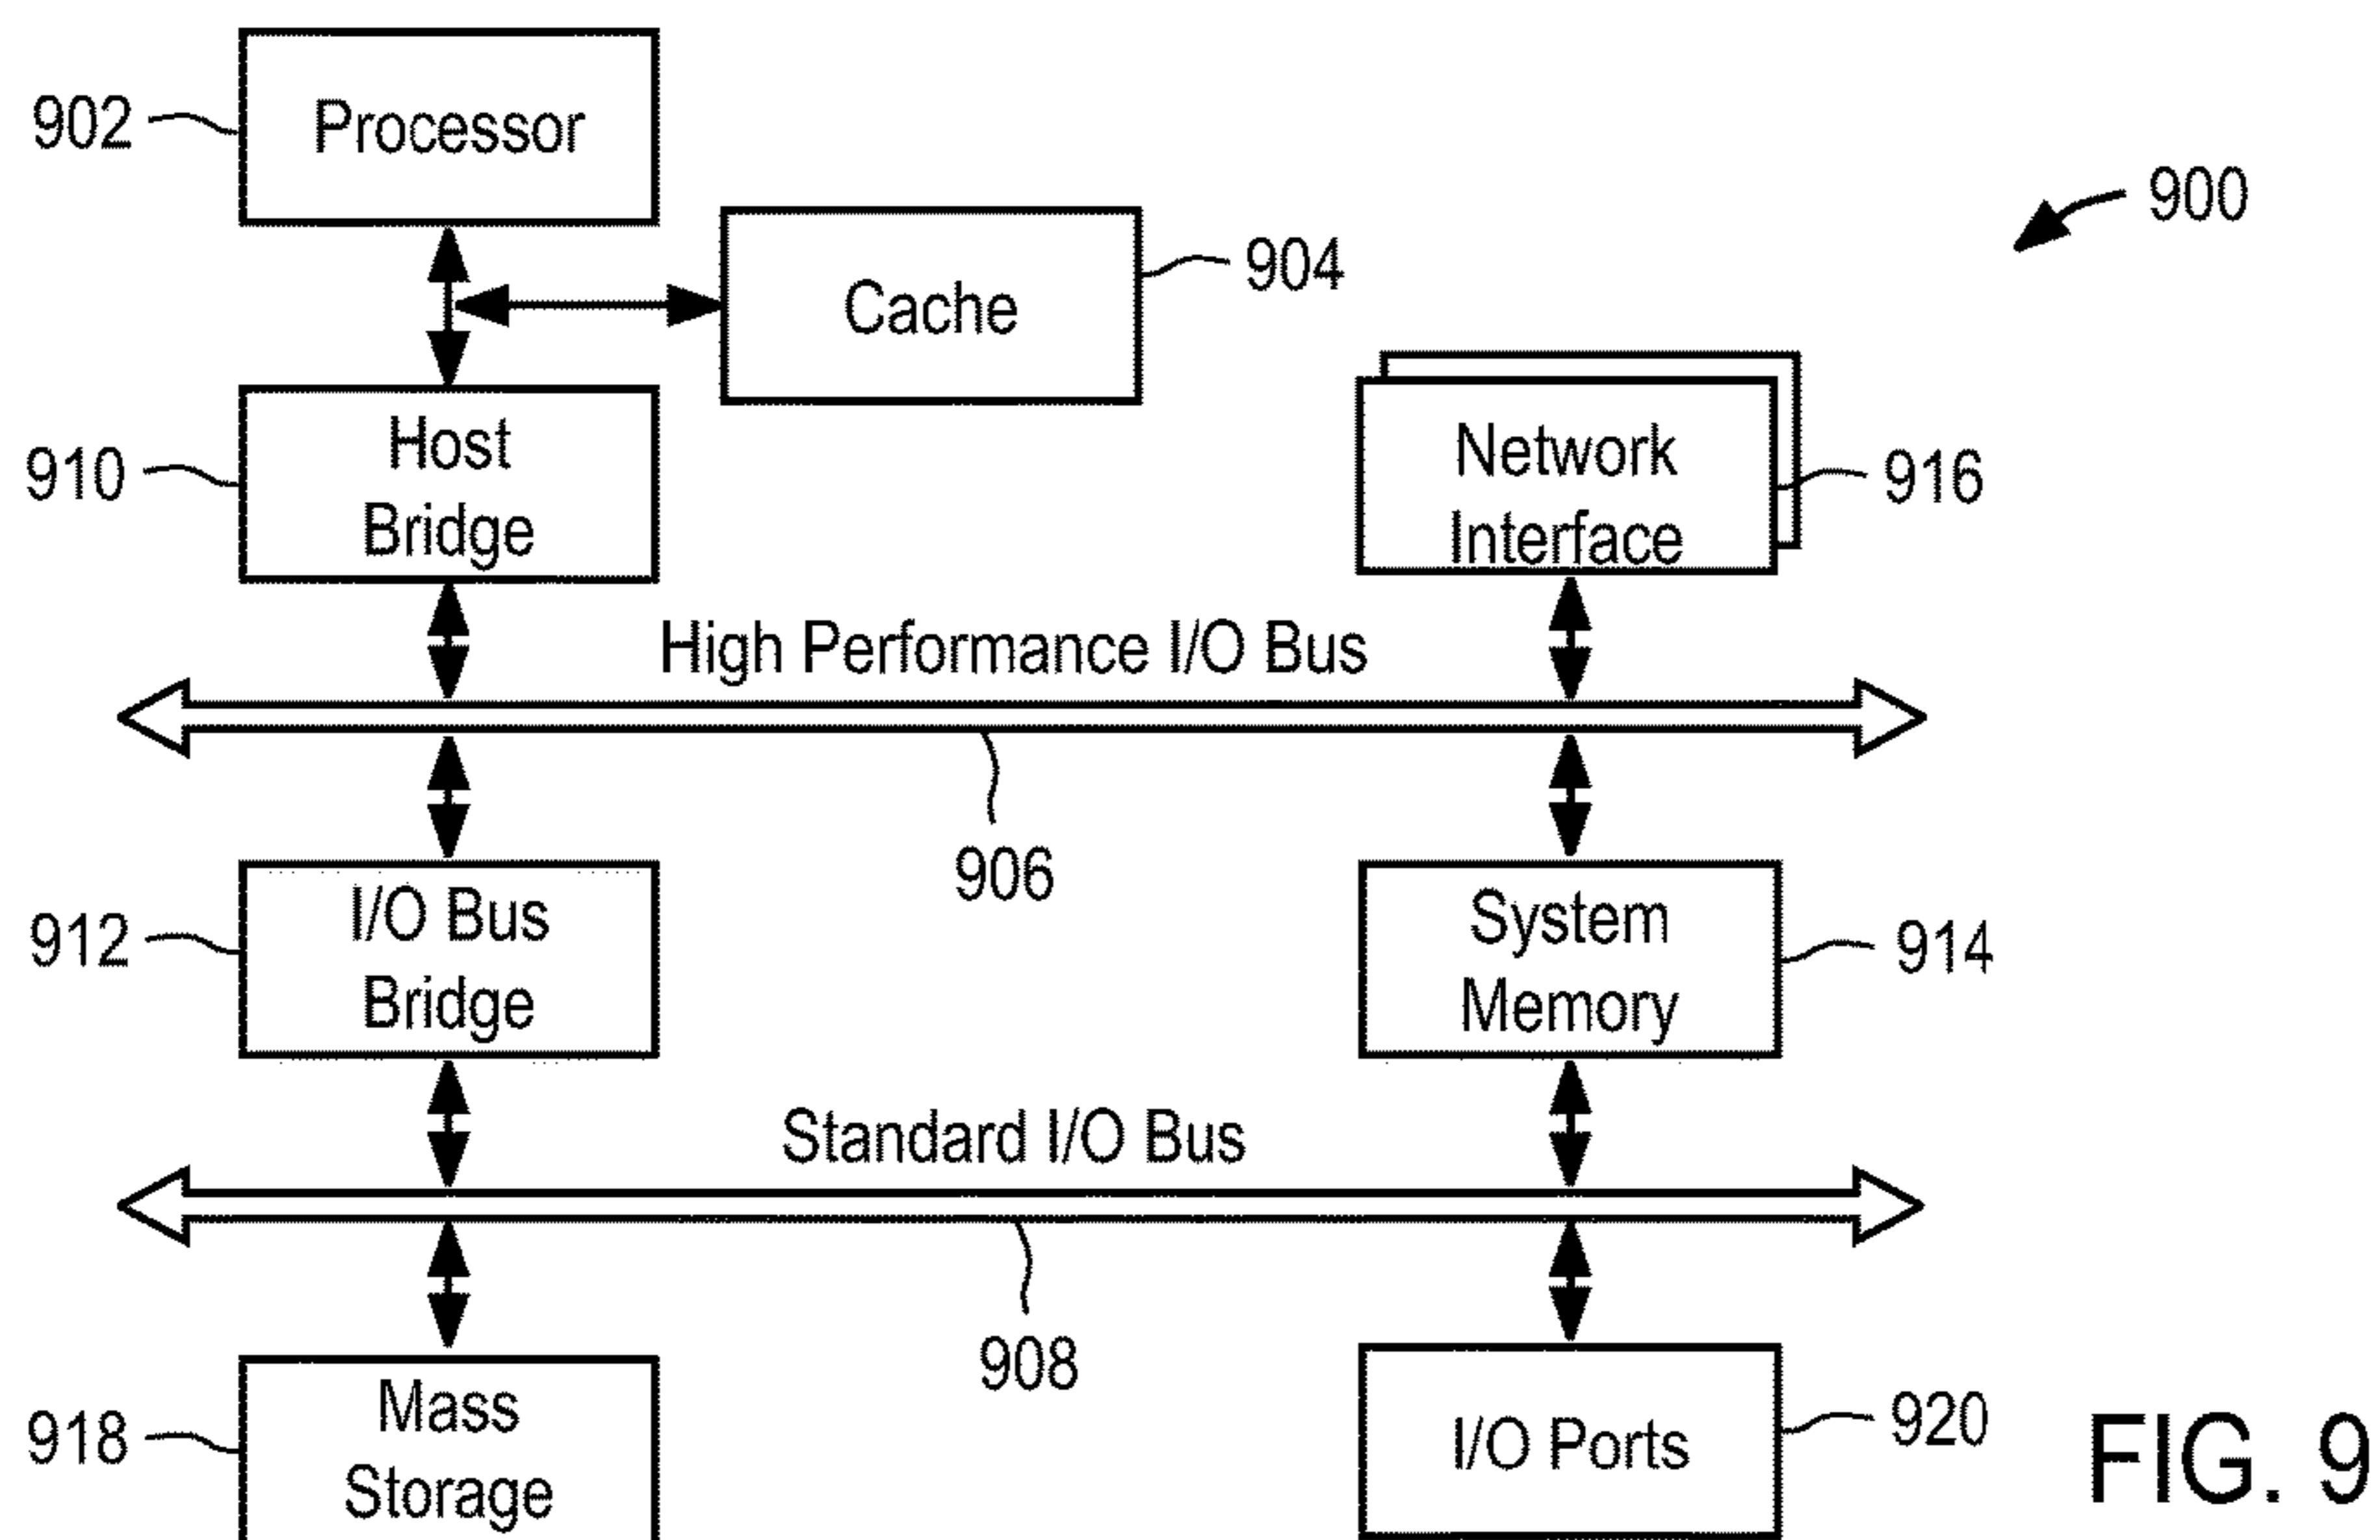 902
Processor
900
904
Cache
910
Host
Bridge
Network
Interface
916
High Performance I/O Bus
906
912
I/O Bus
Bridge
System
Memory
914
Standard I/O Bus
908
918
Mass
Storage
I/O Ports
920
FIG. 9